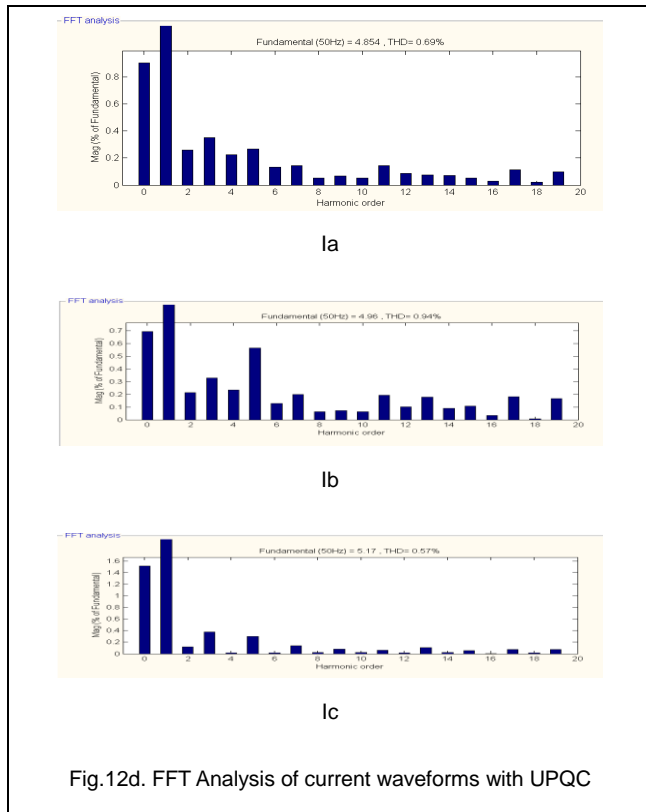 FFT analysis
Fundamental (50Hz) = 4.854 , THD= 0.69%
Mag (% of Fundamental)
0.8
0.6
0.4
0.2
0
0 2 4 6 8 10 12 14 16 18 20
Harmonic order
Ia
FFT analysis
Fundamental (50Hz) = 4.96 , THD= 0.94%
Mag (% of Fundamental)
0.7
0.6
0.5
0.4
0.3
0.2
0.1
0
0 2 4 6 8 10 12 14 16 18 20
Harmonic order
Ib
FFT analysis
Fundamental (50Hz) = 5.17 , THD= 0.57%
Mag (% of Fundamental)
1.6
1.4
1.2
1
0.8
0.6
0.4
0.2
0
0 2 4 6 8 10 12 14 16 18 20
Harmonic order
Ic
Fig.12d. FFT Analysis of current waveforms with UPQC